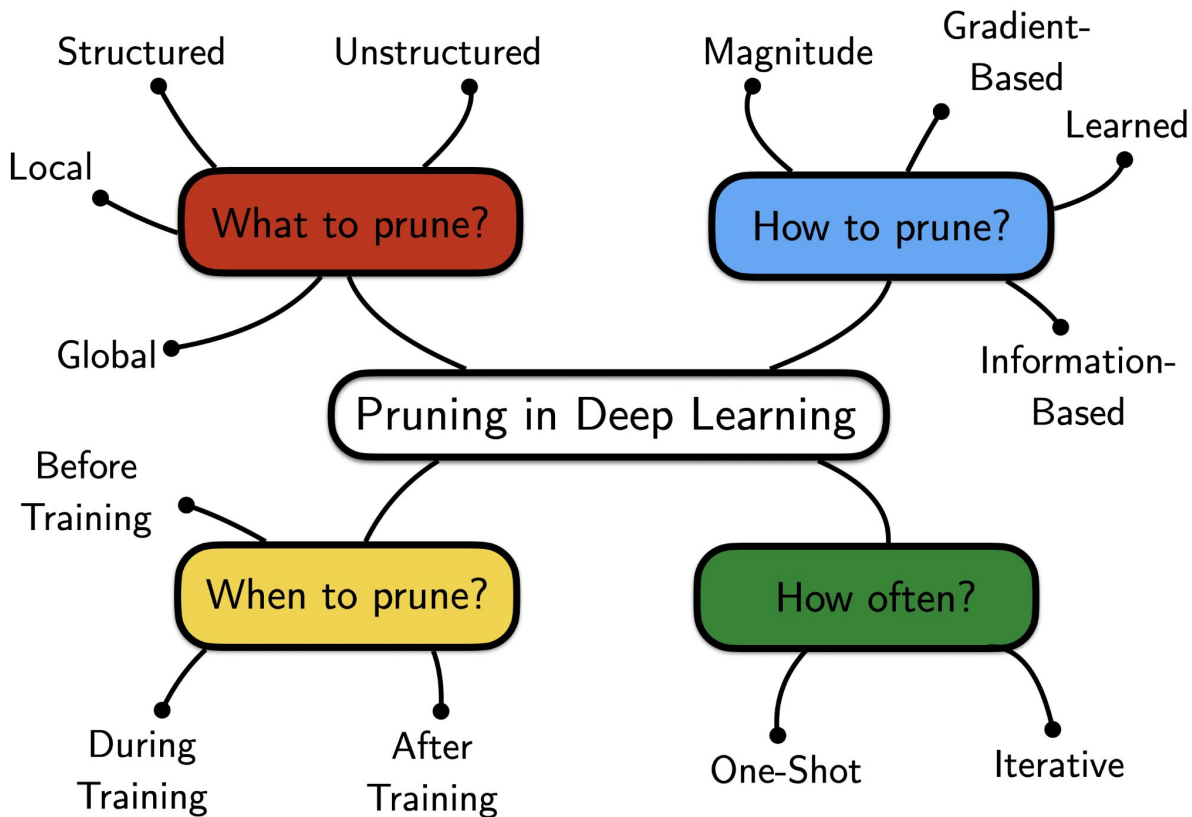 Structured
Unstructured
Local
What to prune?
Global
Magnitude
Gradient-
Based
Learned
How to prune?
Information-
Based
Pruning in Deep Learning
Before
Training
When to prune?
During
Training
After
Training
How often?
One-Shot
Iterative